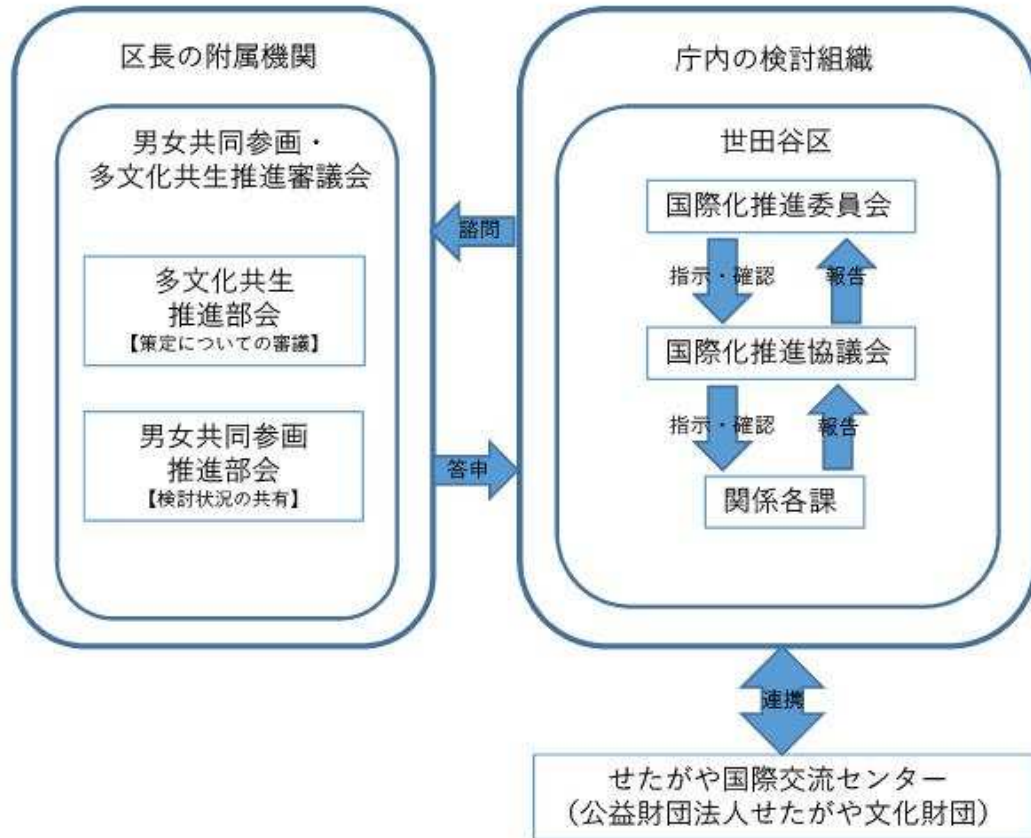 区長の附属機関
男女共同参画・
多文化共生推進審議会
多文化共生
推進部会
【策定についての審議】
男女共同参画
推進部会
【検討状況の共有】
諮問
答申
庁内の検討組織
世田谷区
国際化推進委員会
指示・確認
報告
国際化推進協議会
指示・確認
報告
関係各課
連携
せたがや国際交流センター
（公益財団法人せたがや文化財団）